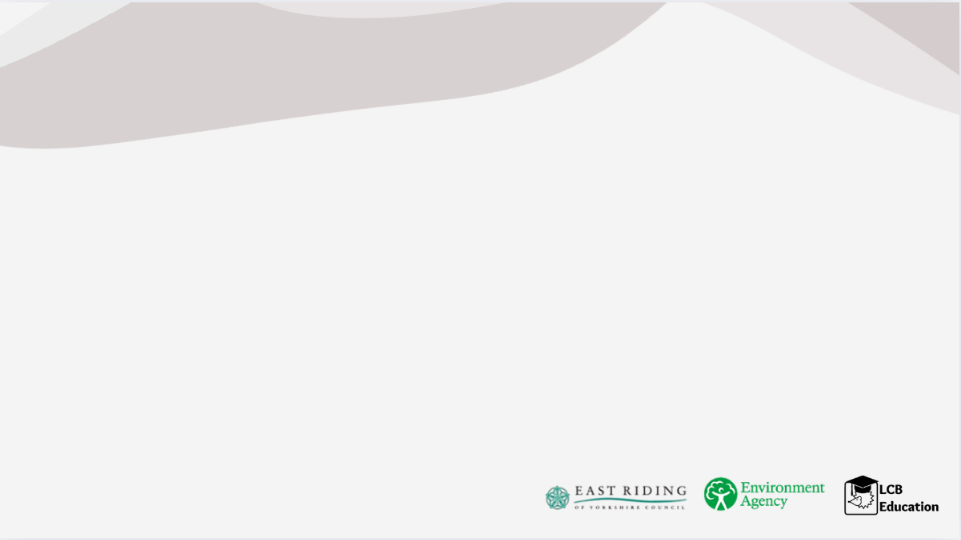 EAST RIDING
OF YORKSHIRE COUNCIL
Environment
Agency
LCB
Education